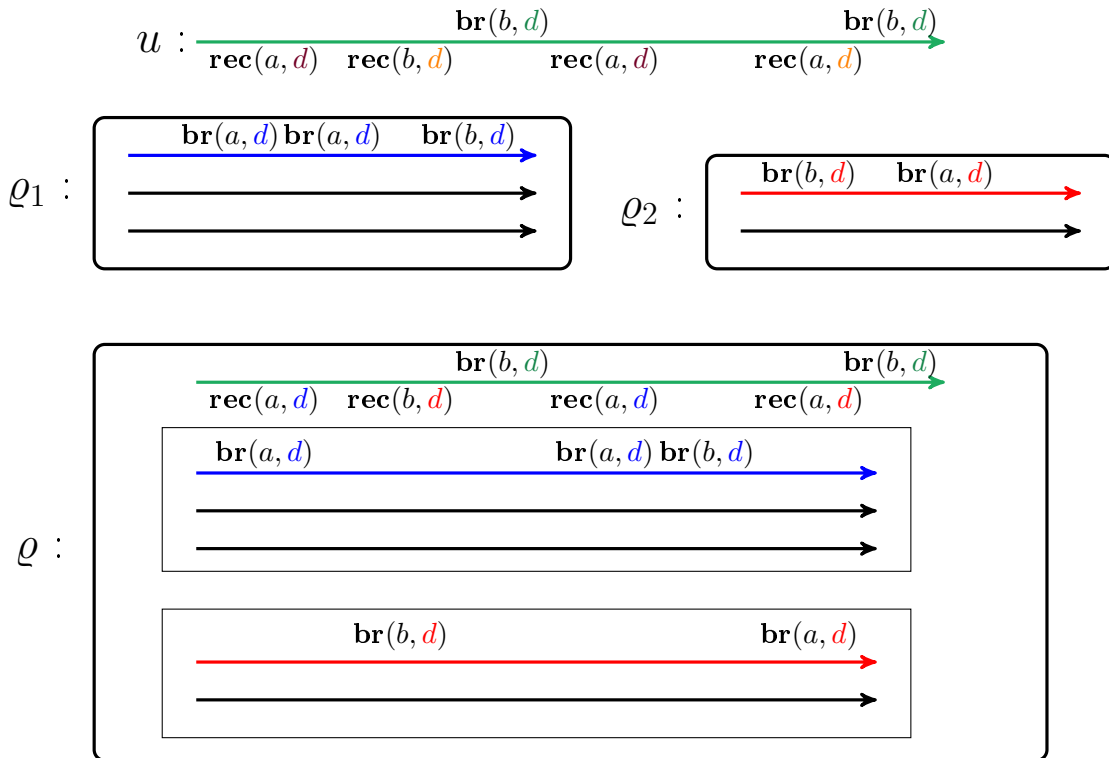 br(b, d) br(b, d)
u :
rec(a, d) rec(b, d) rec(a, d) rec(a, d)
br(a, d) br(a, d) br(b, d)
ϱ₁ :
br(b, d) br(a, d)
ϱ₂ :
br(b, d) br(b, d)
rec(a, d) rec(b, d) rec(a, d) rec(a, d)
br(a, d) br(a, d) br(b, d)
ϱ :
br(b, d) br(a, d)